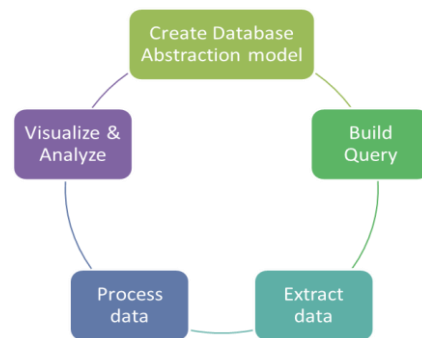 Create Database
Abstraction model
Build
Query
Extract
data
Process
data
Visualize &
Analyze